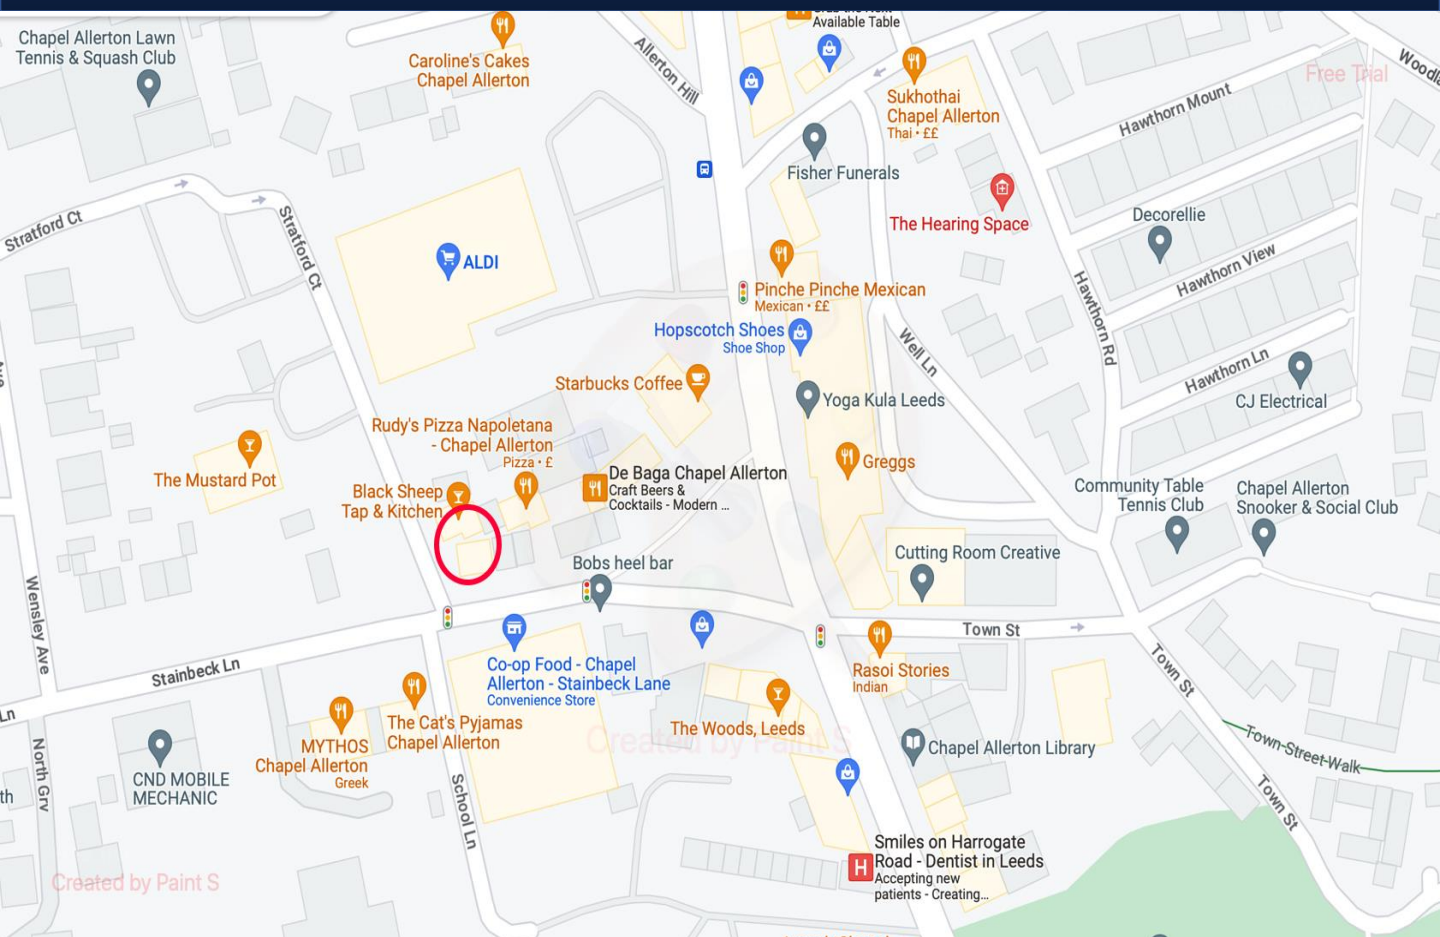 Available Table
Chapel Allerton Lawn
Tennis & Squash Club
Caroline's Cakes
Chapel Allerton
Allerton Hill
Sukhothai
Chapel Allerton
Thai • ££
Free Trial
Hawthorn Mount
Fisher Funerals
The Hearing Space
Decorellie
Stratford Ct
Stratford Ct
ALDI
Hawthorn View
Pinche Pinche Mexican
Mexican • ££
Hopscotch Shoes
Shoe Shop
Hawthorn Rd
Well Ln
Hawthorn Ln
Starbucks Coffee
Yoga Kula Leeds
CJ Electrical
Rudy's Pizza Napoletana
- Chapel Allerton
Pizza • £
Greggs
The Mustard Pot
De Baga Chapel Allerton
Craft Beers &
Cocktails - Modern ...
Black Sheep
Tap & Kitchen
Community Table
Tennis Club
Chapel Allerton
Snooker & Social Club
Cutting Room Creative
Bobs heel bar
Wensley Ave
Town St
Stainbeck Ln
Co-op Food - Chapel
Allerton - Stainbeck Lane
Convenience Store
Rasoi Stories
Indian
Town St
The Cat's Pyjamas
Chapel Allerton
The Woods, Leeds
MYTHOS
Chapel Allerton
Greek
Created by Paint S
Chapel Allerton Library
Town-Street-Walk
CND MOBILE
MECHANIC
North Grv
th
Ln
School Ln
Town St
Smiles on Harrogate
Road - Dentist in Leeds
Accepting new
patients - Creating...
H
Created by Paint S